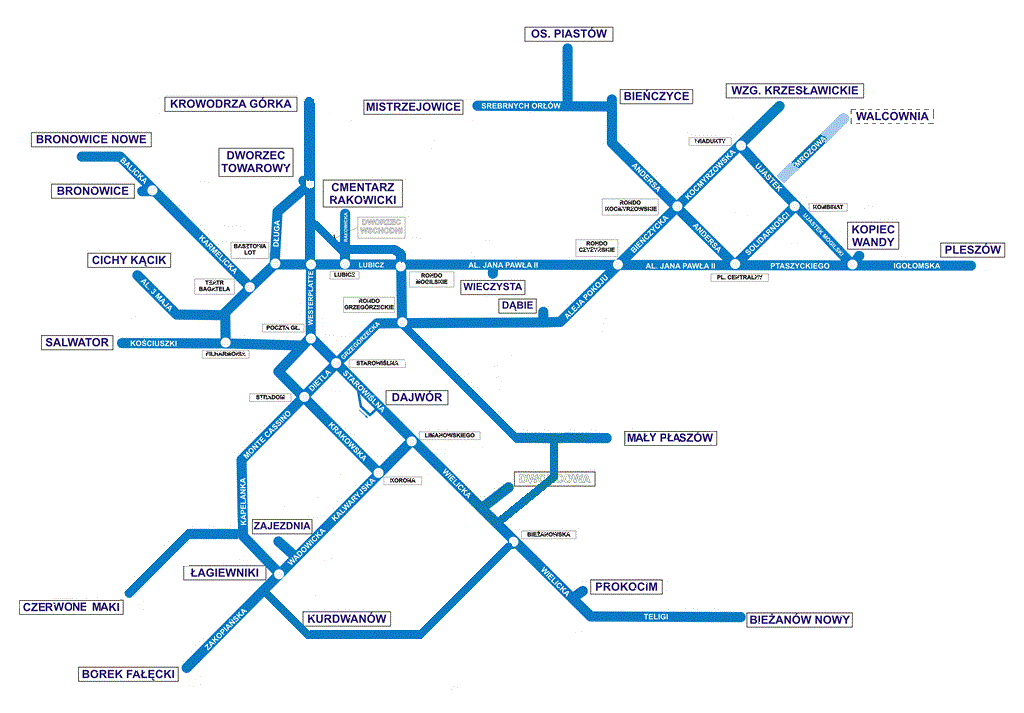 OS. PIASTÓW
WZG. KRZESŁAWICKIE
BIEŃCZYCE
KROWODRZA GÓRKA
MISTRZEJOWICE
SREBRNYCH ORŁÓW
WALCOWNIA
BRONOWICE NOWE
WIADUKTY
MROZOWA
DWORZEC
TOWAROWY
BALICKA
ANDERSA
KOCMYRZOWSKA
UJASTEK
BRONOWICE
CMENTARZ
RAKOWICKI
RONDO
KOCMYRZOWSKIE
KOMBINAT
RAKOWICKA
DWORZEC
WSCHODNI
DŁUGA
KARMELICKA
BASZTOWA
LOT
BIEŃCZYCKA
ANDERSA
SOLIDARNOŚCI
UJASTEK MOGILSKI
KOPIEC
WANDY
RONDO
CZYŻYŃSKIE
PLESZÓW
CICHY KĄCIK
LUBICZ
LUBICZ
AL. JANA PAWŁA II
AL. JANA PAWŁA II
PTASZYCKIEGO
IGOŁOMSKA
RONDO
MOGILSKIE
PL. CENTRALNY
TEATR
BAGATELA
AL. 3 MAJA
WESTERPLATTE
WIECZYSTA
ALEJA POKOJU
RONDO
GRZEGÓRZECKIE
DĄBIE
POCZTA GŁ.
SALWATOR
KOŚCIUSZKI
GRZEGÓRZECKA
FILHARMONIA
STAROWIŚLNA
DIETLA
STAROWIŚLNA
STRADOM
DAJWÓR
MONTE CASSINO
KRAKOWSKA
LIMANOWSKIEGO
MAŁY PŁASZÓW
KORONA
WIELICKA
DWORCOWA
KAPELANKA
KALWARYJSKA
ZAJEZDNIA
WADOWICKA
BIEŻANOWSKA
ŁAGIEWNIKI
WIELICKA
PROKOCIM
CZERWONE MAKI
KURDWANÓW
TELIGI
BIEŻANÓW NOWY
ZAKOPIAŃSKA
BOREK FAŁĘCKI